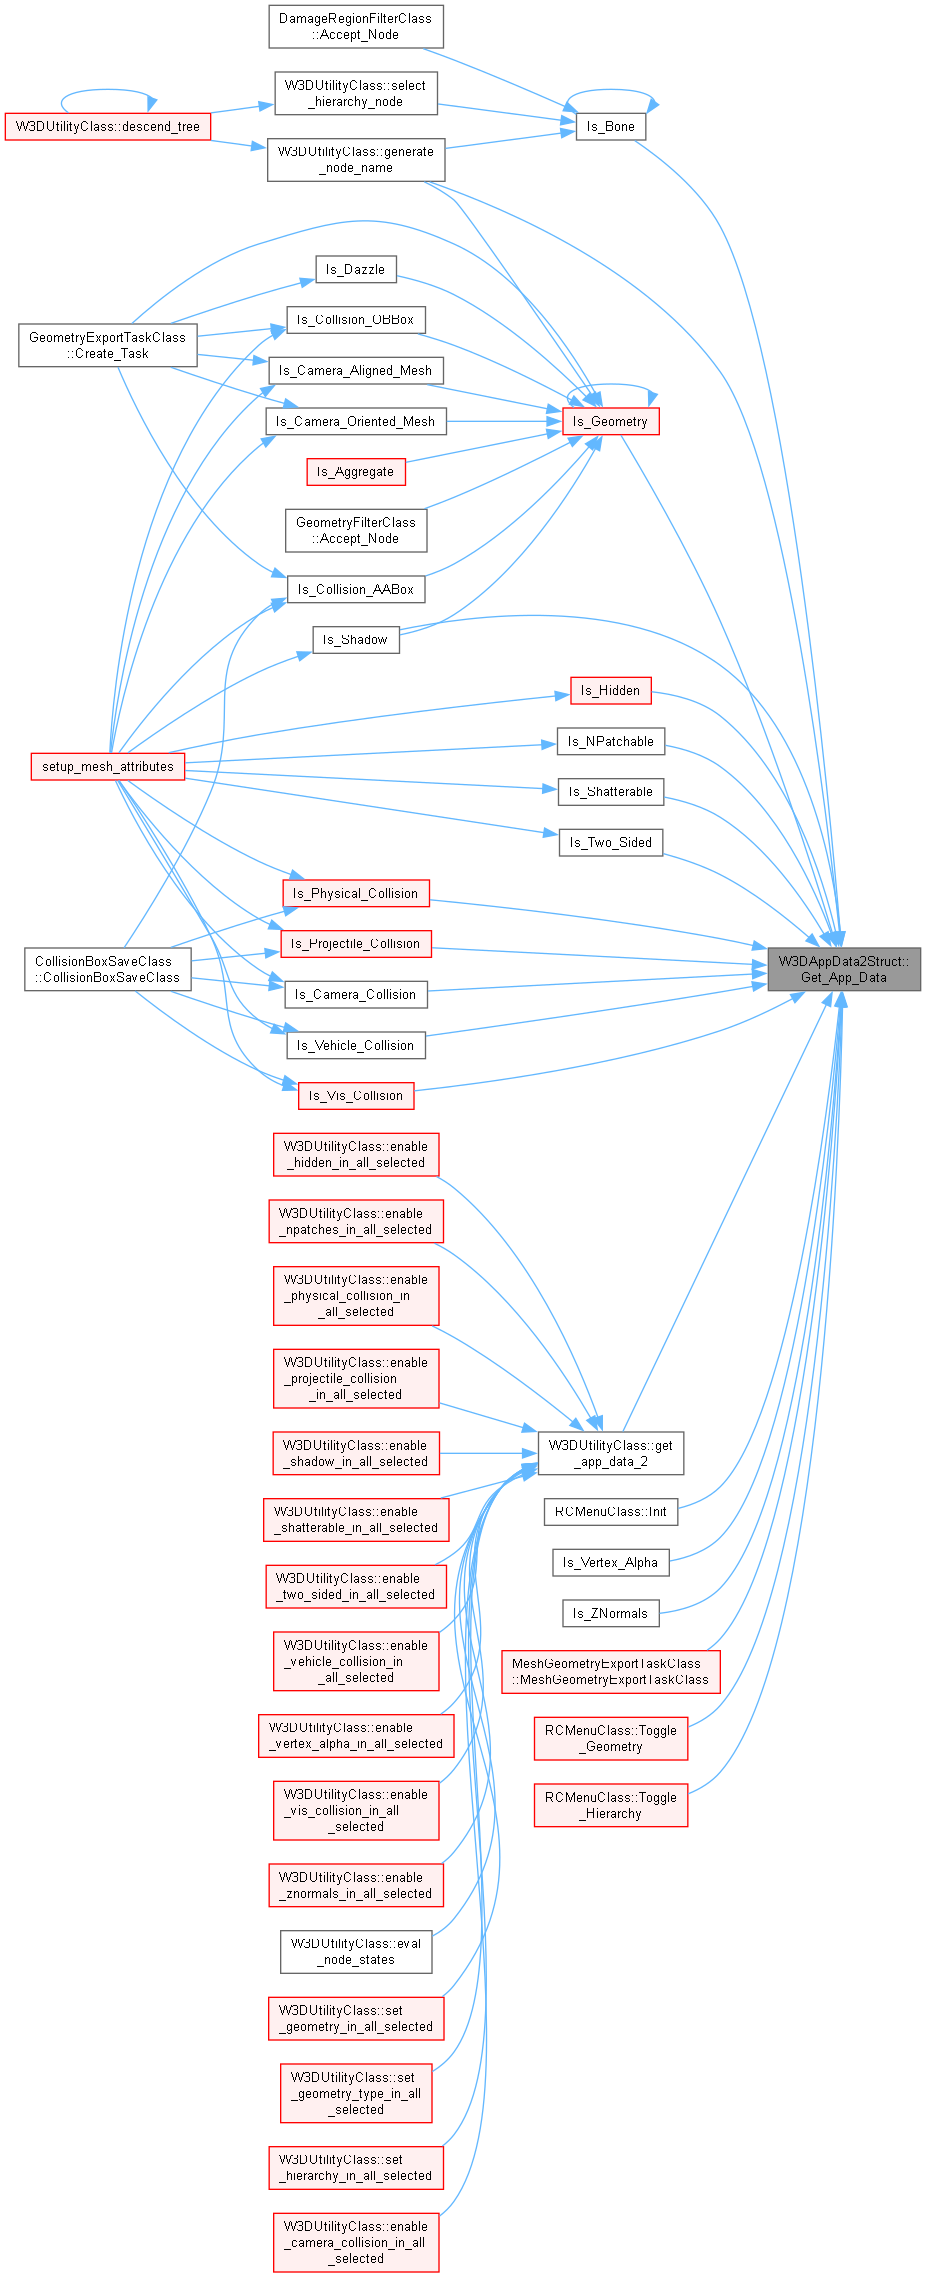 DamageRegionFilterClass
::Accept_Node
W3DUtilityClass::select
_hierarchy_node
Is_Bone
W3DUtilityClass::descend_tree
W3DUtilityClass::generate
_node_name
Is_Dazzle
Is_Collision_OBBox
GeometryExportTaskClass
::Create_Task
Is_Camera_Aligned_Mesh
Is_Camera_Oriented_Mesh
Is_Geometry
Is_Aggregate
GeometryFilterClass
::Accept_Node
Is_Collision_AABox
Is_Shadow
Is_Hidden
Is_NPatchable
setup_mesh_attributes
Is_Shatterable
Is_Two_Sided
Is_Physical_Collision
Is_Projectile_Collision
CollisionBoxSaveClass
::CollisionBoxSaveClass
W3DAppData2Struct::
Get_App_Data
Is_Camera_Collision
Is_Vehicle_Collision
Is_Vis_Collision
W3DUtilityClass::enable
_hidden_in_all_selected
W3DUtilityClass::enable
_npatches_in_all_selected
W3DUtilityClass::enable
_physical_collision_in
_all_selected
W3DUtilityClass::enable
_projectile_collision
_in_all_selected
W3DUtilityClass::enable
_shadow_in_all_selected
W3DUtilityClass::get
_app_data_2
W3DUtilityClass::enable
_shatterable_in_all_selected
RCMenuClass::Init
Is_Vertex_Alpha
W3DUtilityClass::enable
_two_sided_in_all_selected
Is_ZNormals
W3DUtilityClass::enable
_vehicle_collision_in
_all_selected
MeshGeometryExportTaskClass
::MeshGeometryExportTaskClass
W3DUtilityClass::enable
_vertex_alpha_in_all_selected
RCMenuClass::Toggle
_Geometry
W3DUtilityClass::enable
_vis_collision_in_all
_selected
RCMenuClass::Toggle
_Hierarchy
W3DUtilityClass::enable
_znormals_in_all_selected
W3DUtilityClass::eval
_node_states
W3DUtilityClass::set
_geometry_in_all_selected
W3DUtilityClass::set
_geometry_type_in_all
_selected
W3DUtilityClass::set
_hierarchy_in_all_selected
W3DUtilityClass::enable
_camera_collision_in_all
_selected